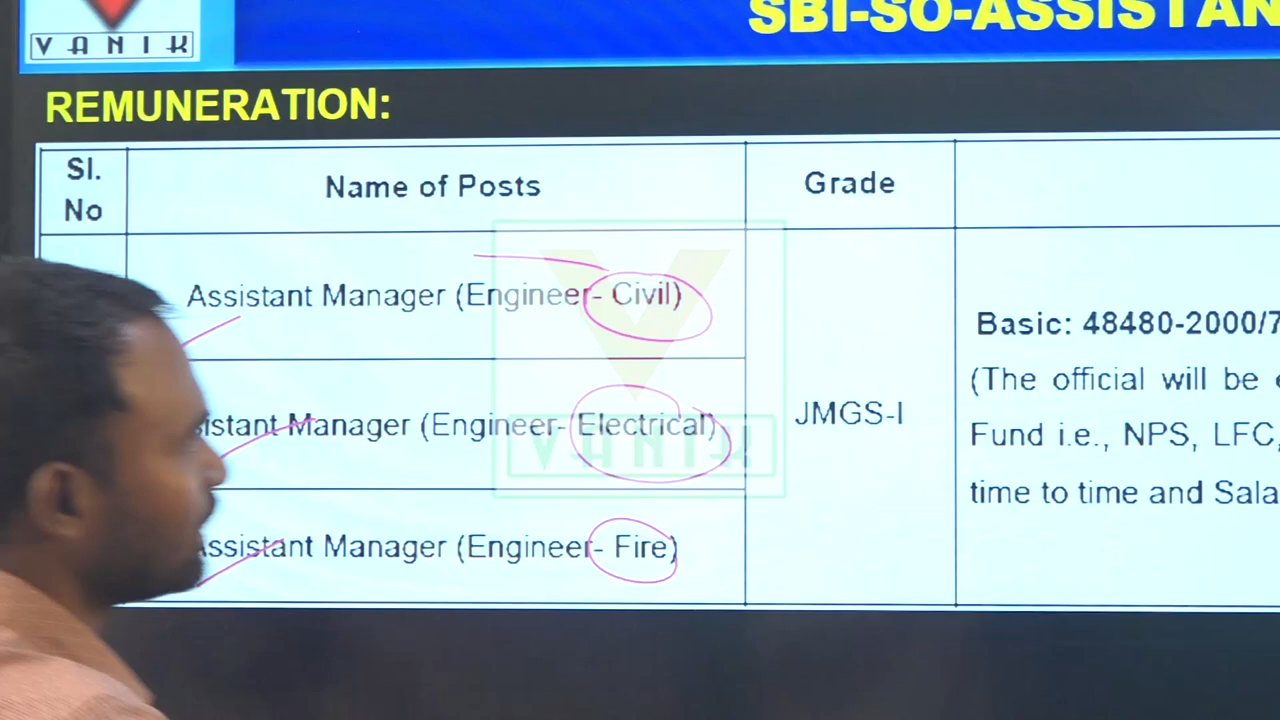 VANIK
SBI-SO-ASSISTAN
REMUNERATION:
Sl.
No
Name of Posts
Grade
Assistant Manager (Engineer- Civil)
Basic: 48480-2000/7
(The official will be
istant Manager (Engineer- Electrical)
JMGS-I
Fund i.e., NPS, LFC,
time to time and Sala
Assistant Manager (Engineer- Fire)
VANIK